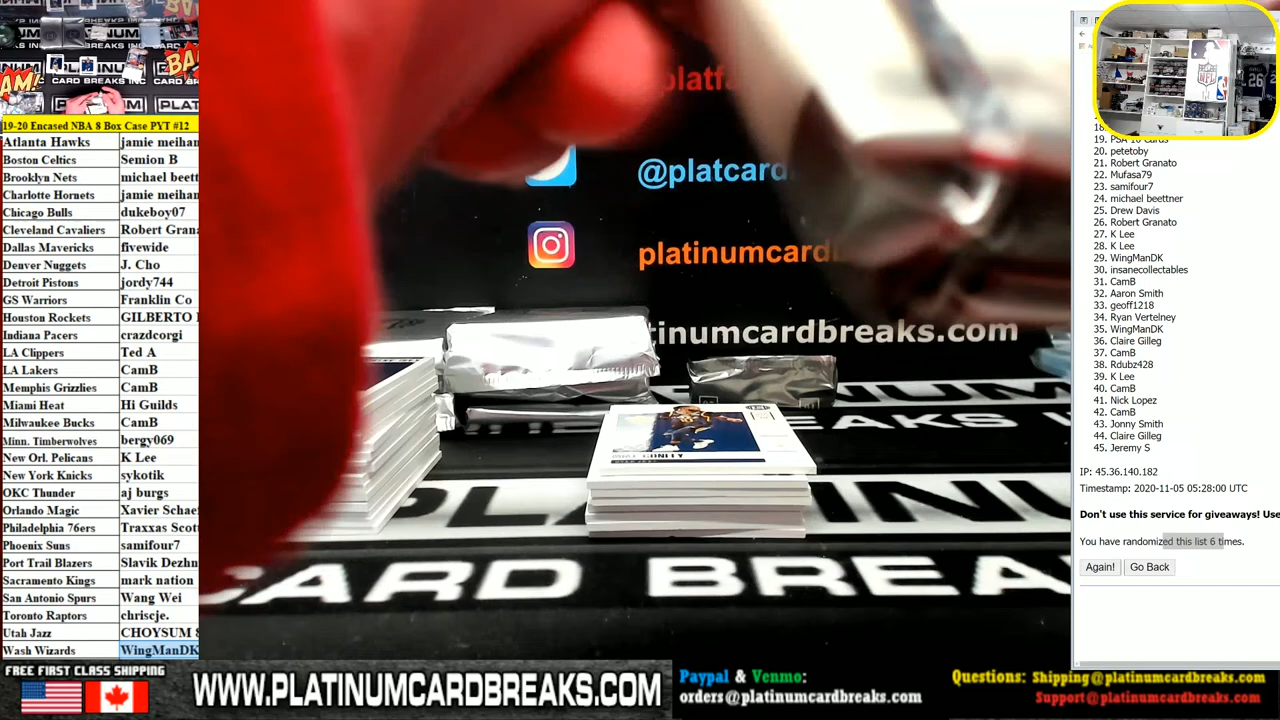 19-20 Encased NBA 8 Box Case PYT #12
Atlanta Hawks jamie meihan
Boston Celtics Semion B
Brooklyn Nets michael beett
Charlotte Hornets jamie meihan
Chicago Bulls dukeboy07
Cleveland Cavaliers Robert Grana
Dallas Mavericks fivewide
Denver Nuggets J. Cho
Detroit Pistons jordy744
GS Warriors Franklin Co
Houston Rockets GILBERTO
Indiana Pacers crazdcorgi
LA Clippers Ted A
LA Lakers CamB
Memphis Grizzlies CamB
Miami Heat Hi Guilds
Milwaukee Bucks CamB
Minn. Timberwolves bergy069
New Orl. Pelicans K Lee
New York Knicks sykotik
OKC Thunder aj burgs
Orlando Magic Xavier Schae
Philadelphia 76ers Traxxas Scot
Phoenix Suns samifour7
Port Trail Blazers Slavik Dezhn
Sacramento Kings mark nation
San Antonio Spurs Wang Wei
Toronto Raptors chriscje.
Utah Jazz CHOYSUM
Wash Wizards WingManDK
platf
@platcard
platinumcardb
tinumcardbreaks.com
CARD BREA
19. PSA 10 Cards
20. petetoby
21. Robert Granato
22. Mufasa79
23. samifour7
24. michael beettner
25. Drew Davis
26. Robert Granato
27. K Lee
28. K Lee
29. WingManDK
30. insanecollectables
31. CamB
32. Aaron Smith
33. geoff1218
34. Ryan Vertelney
35. WingManDK
36. Claire Gilleg
37. CamB
38. Rdubz428
39. K Lee
40. CamB
41. Nick Lopez
42. CamB
43. Jonny Smith
44. Claire Gilleg
45. Jeremy S
IP: 45.36.140.182
Timestamp: 2020-11-05 05:28:00 UTC
Don't use this service for giveaways! Use
You have randomized this list 6 times.
Again! Go Back
FREE FIRST CLASS SHIPPING
WWW.PLATINUMCARDBREAKS.COM
Paypal & Venmo:
orders@platinumcardbreaks.com
Questions: Shipping@platinumcardbreaks.com
Support@platinumcardbreaks.com